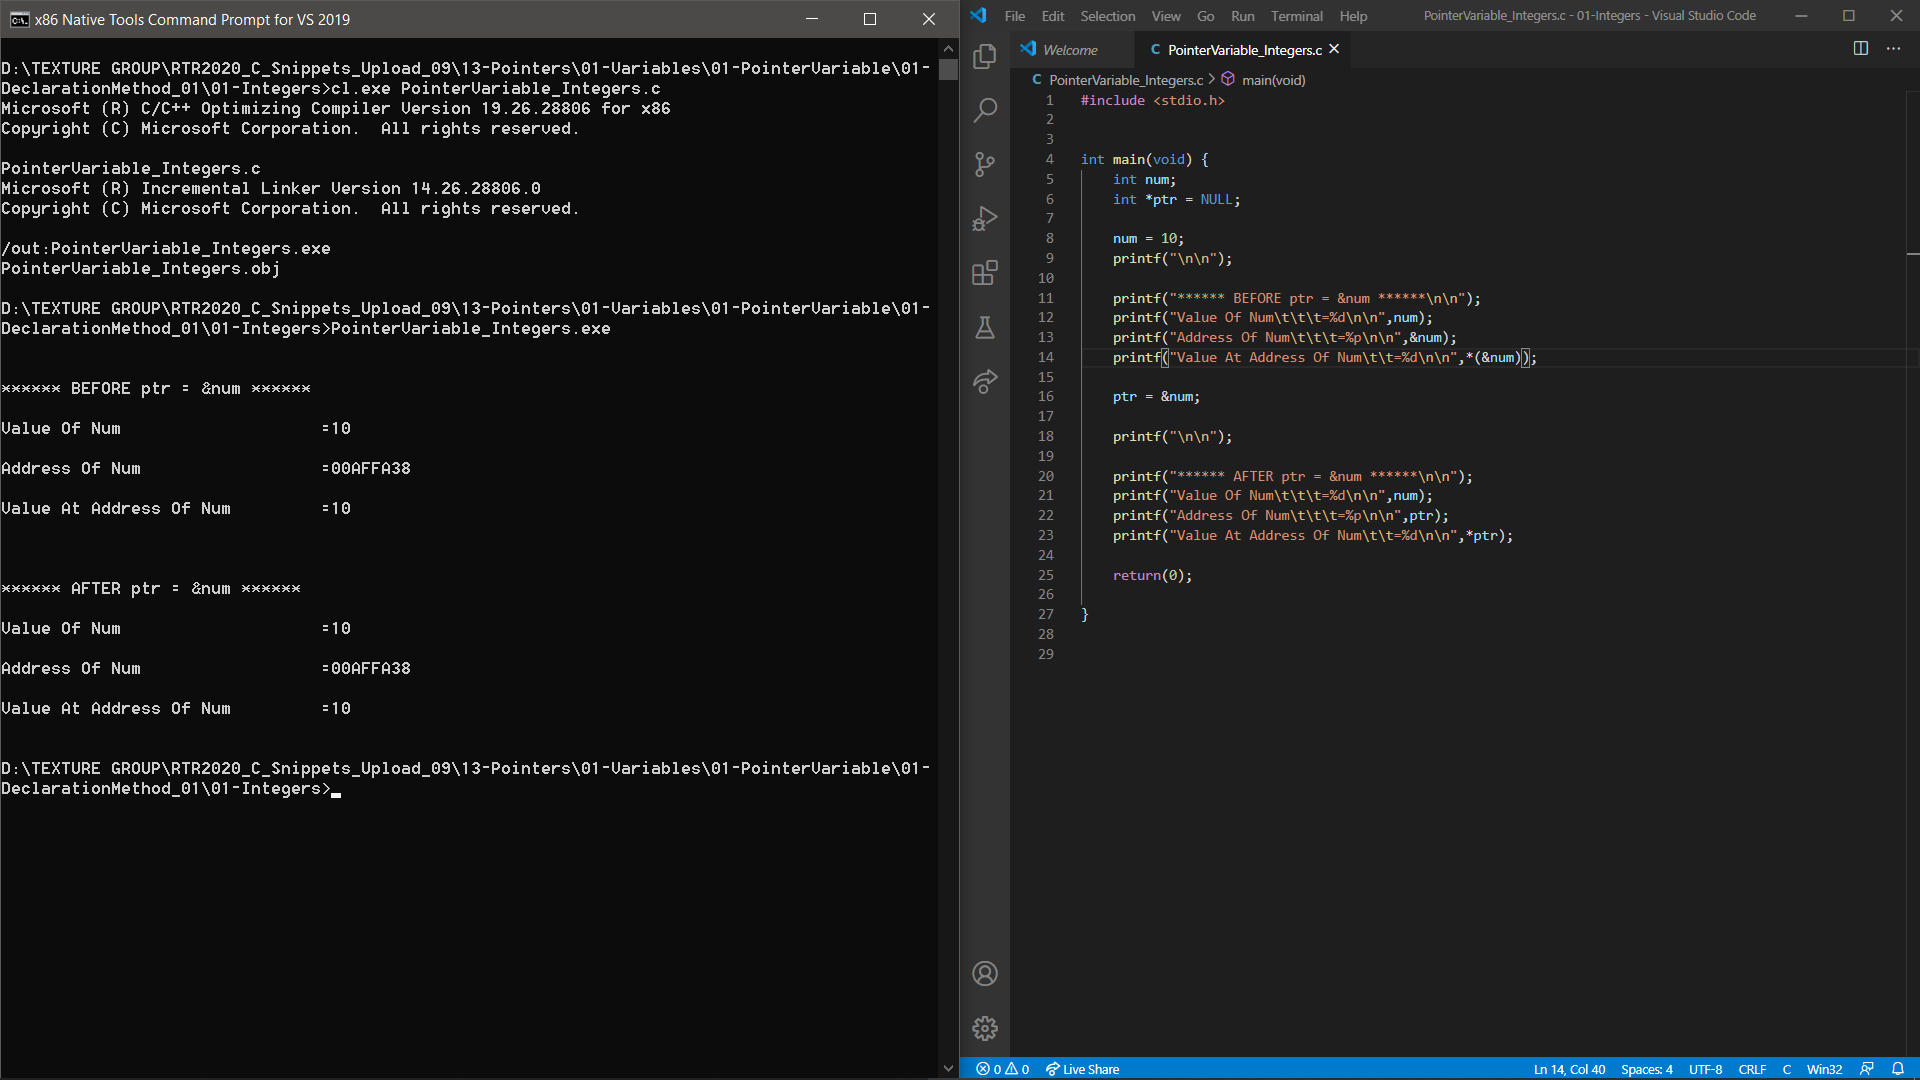 x86 Native Tools Command Prompt for VS 2019
D:\TEXTURE GROUP\RTR2020_C_Snippets_Upload_09\13-Pointers\01-Variables\01-PointerVariable\01-
DeclarationMethod_01\01-Integers>cl.exe PointerVariable_Integers.c
Microsoft (R) C/C++ Optimizing Compiler Version 19.26.28806 for x86
Copyright (C) Microsoft Corporation.  All rights reserved.
PointerVariable_Integers.c
Microsoft (R) Incremental Linker Version 14.26.28806.0
Copyright (C) Microsoft Corporation.  All rights reserved.
/out:PointerVariable_Integers.exe
PointerVariable_Integers.obj
D:\TEXTURE GROUP\RTR2020_C_Snippets_Upload_09\13-Pointers\01-Variables\01-PointerVariable\01-
DeclarationMethod_01\01-Integers>PointerVariable_Integers.exe
****** BEFORE ptr = &num ******
Value Of Num                    =10
Address Of Num                  =00AFFA38
Value At Address Of Num         =10
****** AFTER ptr = &num ******
Value Of Num                    =10
Address Of Num                  =00AFFA38
Value At Address Of Num         =10
D:\TEXTURE GROUP\RTR2020_C_Snippets_Upload_09\13-Pointers\01-Variables\01-PointerVariable\01-
DeclarationMethod_01\01-Integers>
File Edit Selection View Go Run Terminal Help PointerVariable_Integers.c - 01-Integers - Visual Studio Code
Welcome C PointerVariable_Integers.c
C PointerVariable_Integers.c > main(void)
1 #include <stdio.h>
2
3
4 int main(void) {
5     int num;
6     int *ptr = NULL;
7
8     num = 10;
9     printf("\n\n");
10
11     printf("****** BEFORE ptr = &num ******\n\n");
12     printf("Value Of Num\t\t\t=%d\n\n",num);
13     printf("Address Of Num\t\t\t=%p\n\n",&num);
14     printf("Value At Address Of Num\t\t=%d\n\n",*(&num));
15
16     ptr = &num;
17
18     printf("\n\n");
19
20     printf("****** AFTER ptr = &num ******\n\n");
21     printf("Value Of Num\t\t\t=%d\n\n",num);
22     printf("Address Of Num\t\t\t=%p\n\n",ptr);
23     printf("Value At Address Of Num\t\t=%d\n\n",*ptr);
24
25     return(0);
26
27 }
28
29
0 0 Live Share Ln 14, Col 40 Spaces: 4 UTF-8 CRLF C Win32